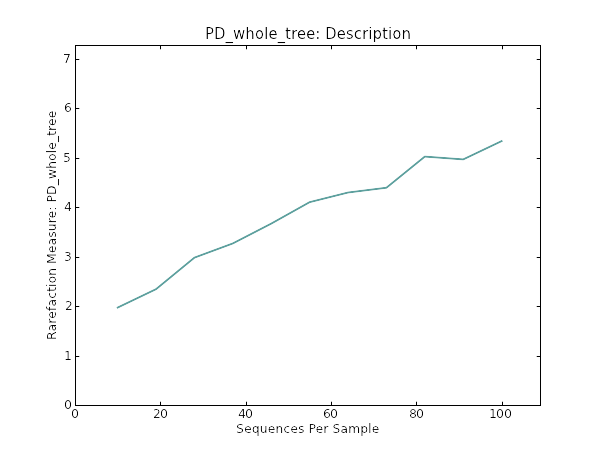 PD_whole_tree: Description
Rarefaction Measure: PD_whole_tree
7
6
5
4
3
2
1
0
0 20 40 60 80 100
Sequences Per Sample